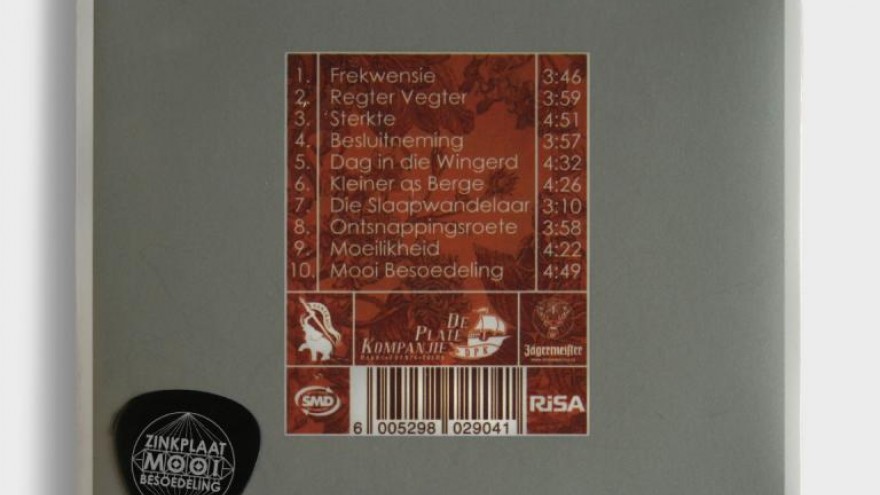 1. Frekwensie 3:46
2. Regter Vegter 3:59
3. Sterkte 4:51
4. Besluitneming 3:57
5. Dag in die Wingerd 4:32
6. Kleiner as Berge 4:26
7. Die Slaapwandelaar 3:10
8. Ontsnappingsroete 3:58
9. Moeilikheid 4:22
10. Mooi Besoedeling 4:49
DE
PLATE
KOMPANJIE
DPK
Jägermeister
SMD
RiSA
6 005298 029041
ZINKPLAAT
MOOI
BESOEDELING